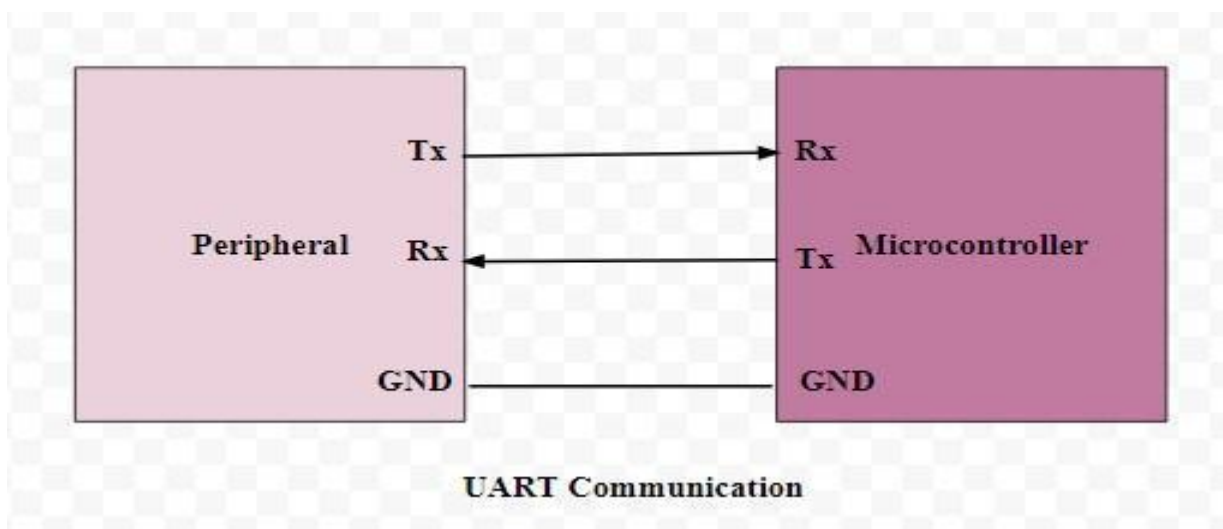 Tx
Rx
Peripheral
Rx
Tx
Microcontroller
GND
GND
UART Communication